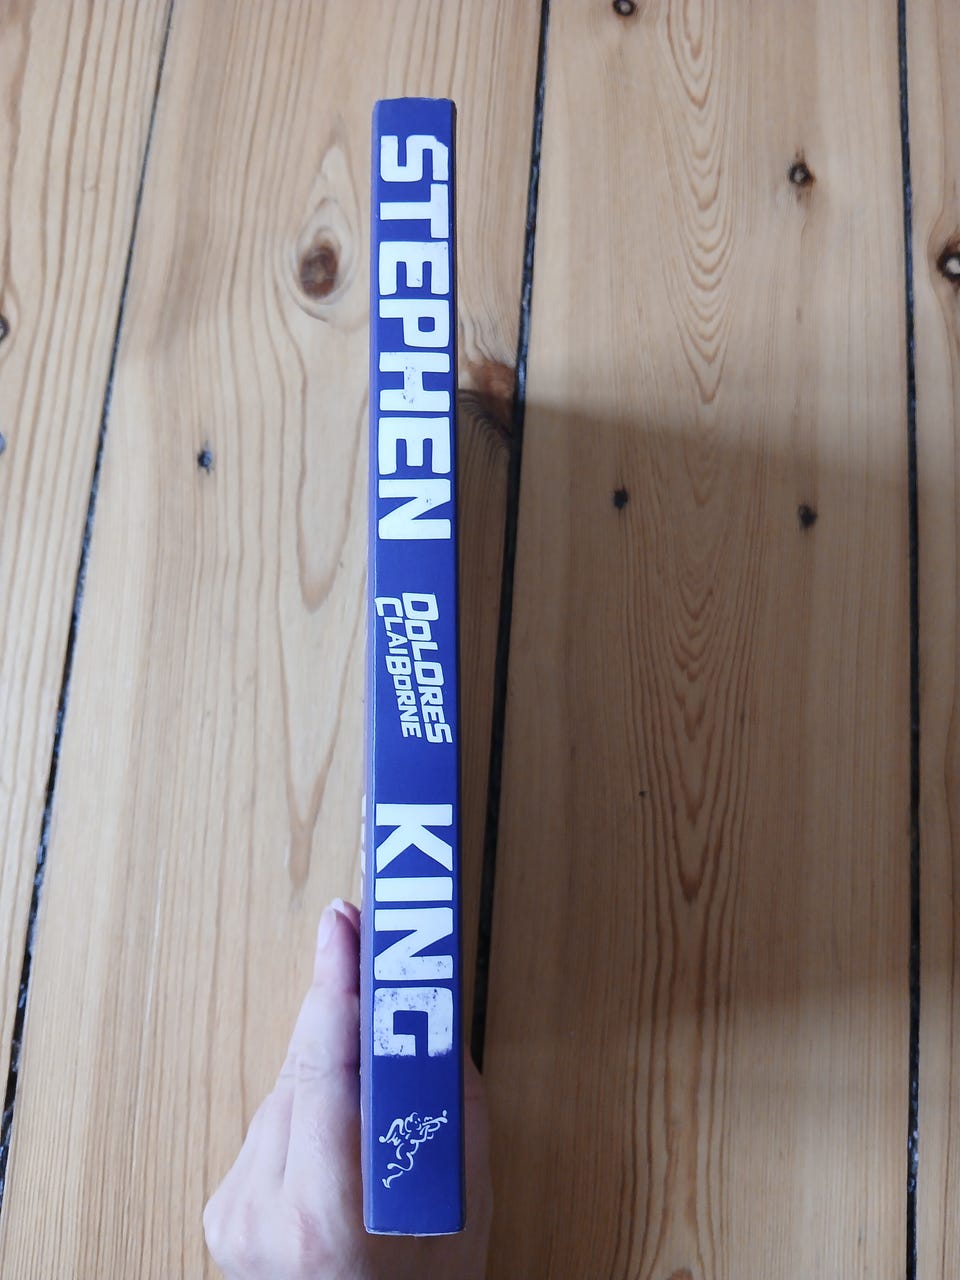 STEPHEN
DOLORES
CLAIBORNE
KING